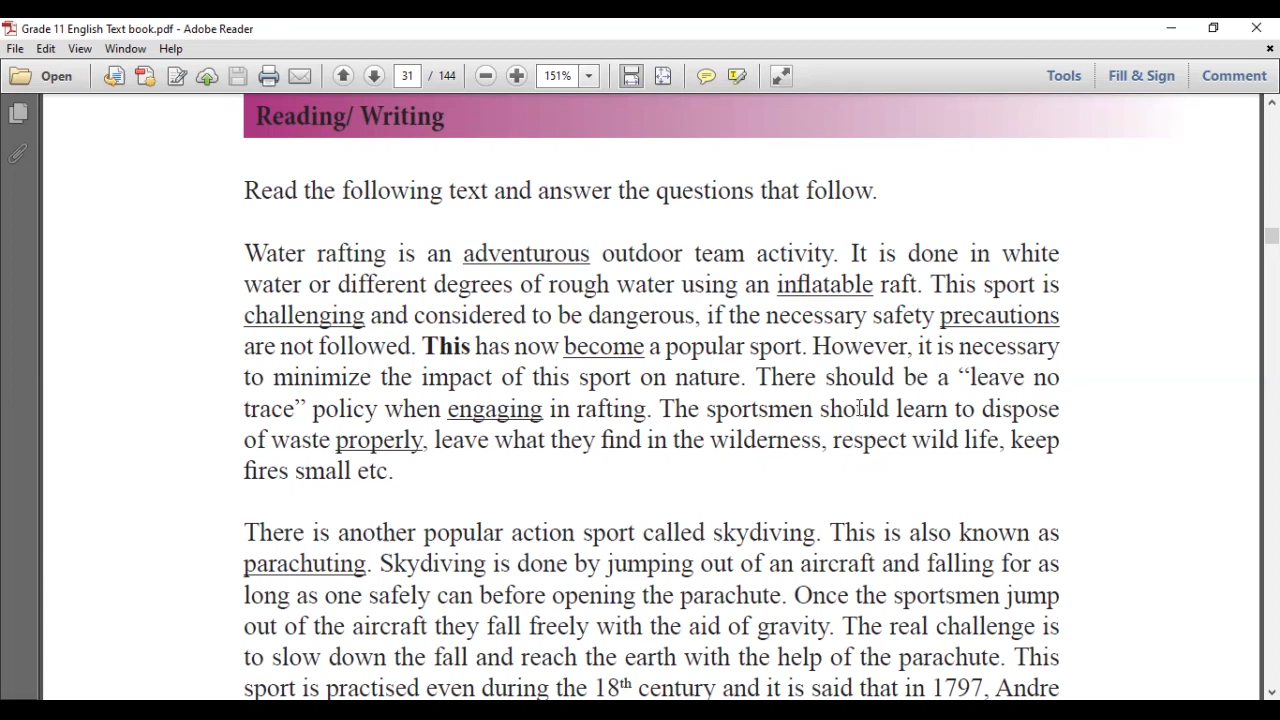 Grade 11 English Text book.pdf - Adobe Reader
File Edit View Window Help
Open 31 / 144 151% Tools Fill & Sign Comment
Reading/ Writing
Read the following text and answer the questions that follow.
Water rafting is an adventurous outdoor team activity. It is done in white
water or different degrees of rough water using an inflatable raft. This sport is
challenging and considered to be dangerous, if the necessary safety precautions
are not followed. This has now become a popular sport. However, it is necessary
to minimize the impact of this sport on nature. There should be a “leave no
trace” policy when engaging in rafting. The sportsmen should learn to dispose
of waste properly, leave what they find in the wilderness, respect wild life, keep
fires small etc.
There is another popular action sport called skydiving. This is also known as
parachuting. Skydiving is done by jumping out of an aircraft and falling for as
long as one safely can before opening the parachute. Once the sportsmen jump
out of the aircraft they fall freely with the aid of gravity. The real challenge is
to slow down the fall and reach the earth with the help of the parachute. This
sport is practised even during the 18th century and it is said that in 1797, Andre